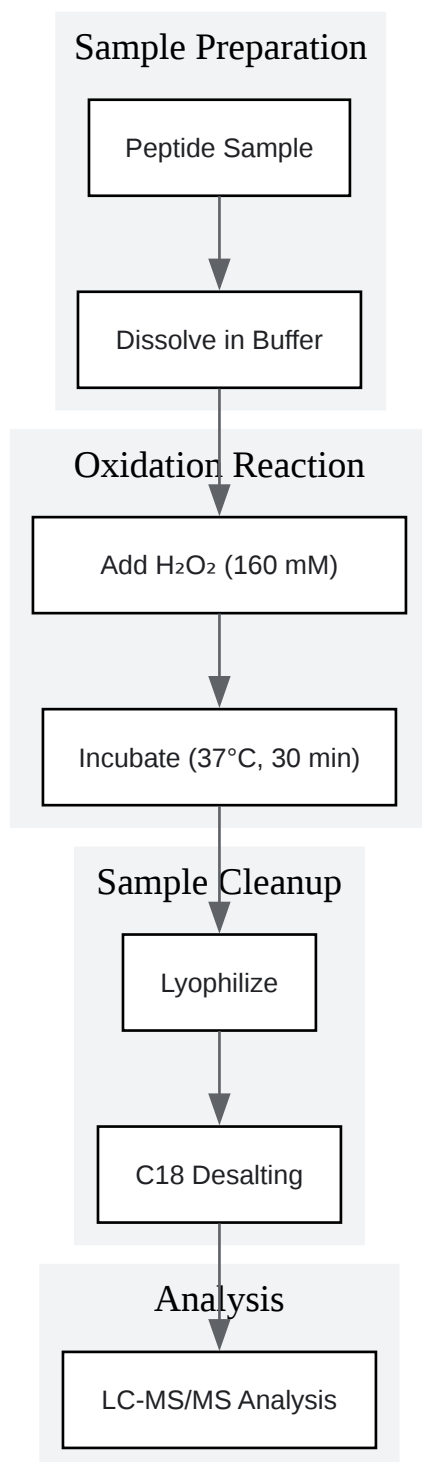 Sample Preparation
Peptide Sample
Dissolve in Buffer
Oxidation Reaction
Add H₂O₂ (160 mM)
Incubate (37°C, 30 min)
Sample Cleanup
Lyophilize
C18 Desalting
Analysis
LC-MS/MS Analysis